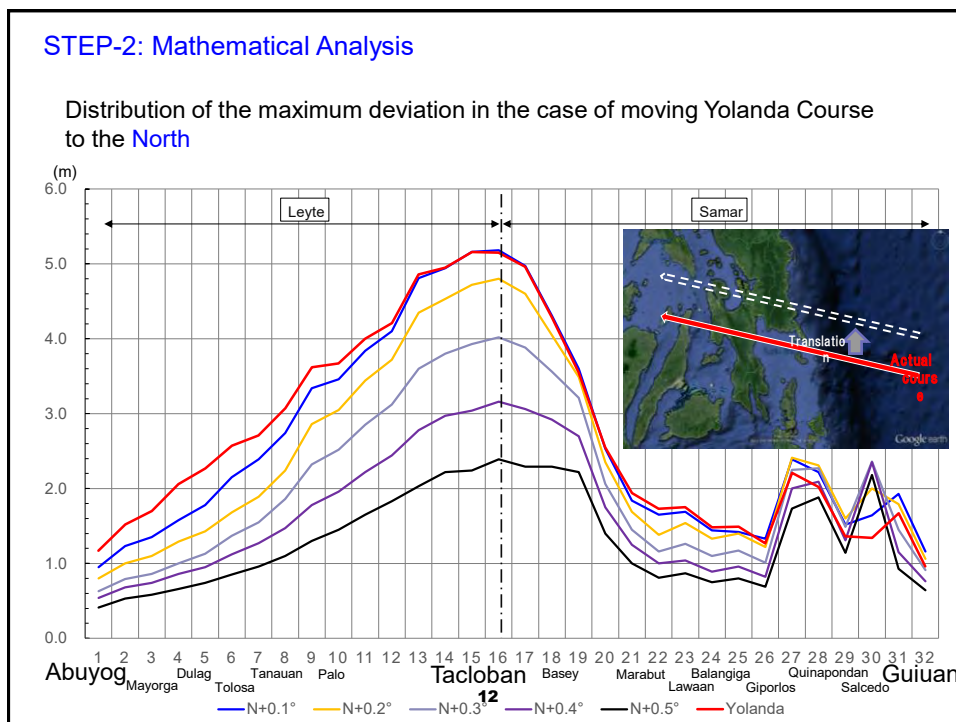 STEP-2: Mathematical Analysis
Distribution of the maximum deviation in the case of moving Yolanda Course
to the North
(m)
6.0
5.0
4.0
3.0
2.0
1.0
0.0
Leyte
Samar
Translatio
n
Actual
cours
e
Google earth
1 2 3 4 5 6 7 8 9 10 11 12 13 14 15 16 17 18 19 20 21 22 23 24 25 26 27 28 29 30 31 32
Abuyog Mayorga Dulag Tolosa Tanauan Palo Tacloban Basey Marabut Lawaan Balangiga Giporlos Quinapondan Salcedo Guiuan
12
N+0.1° N+0.2° N+0.3° N+0.4° N+0.5° Yolanda